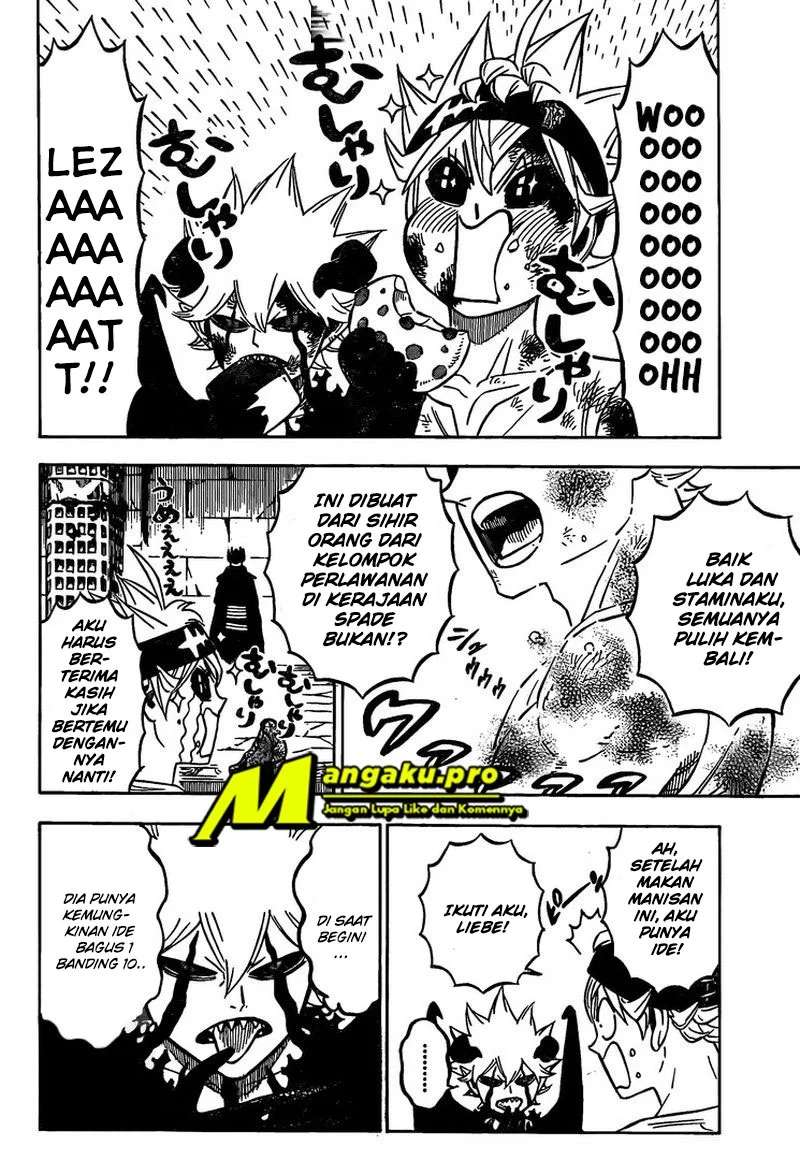 WOO
OOO
OOO
OOO
OOO
OOO
OOO
OOO
OHH
むしゃり
むしゃり
むしゃり
LEZ
AAA
AAA
AAA
AATT
T!!
BAIK
LUKA DAN
STAMINAKU,
SEMUANYA
PULIH KEM-
BALI!
INI DIBUAT
DARI SIHIR
ORANG DARI
KELOMPOK
PERLAWANAN
DI KERAJAAN
SPADE
BUKAN!?
うめぇぇぇぇ
むしゃり
むしゃり
AKU
HARUS
BER-
TERIMA
KASIH
JIKA
BERTEMU
DENGAN-
NYA
NANTI!
Mangaku.pro
Jangan Lupa Like dan Komennya
AH,
SETELAH
MAKAN
MANISAN
INI, AKU
PUNYA
IDE!
IKUTI AKU,
LIEBE!
DI SAAT
BEGINI
...
DIA PUNYA
KEMUNG-
KINAN IDE
BAGUS 1
BANDING 10..